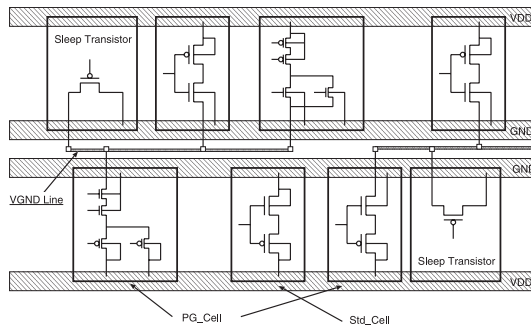 VDD
Sleep Transistor
GND
VGND Line
GND
Sleep Transistor
VDD
PG_Cell
Std_Cell